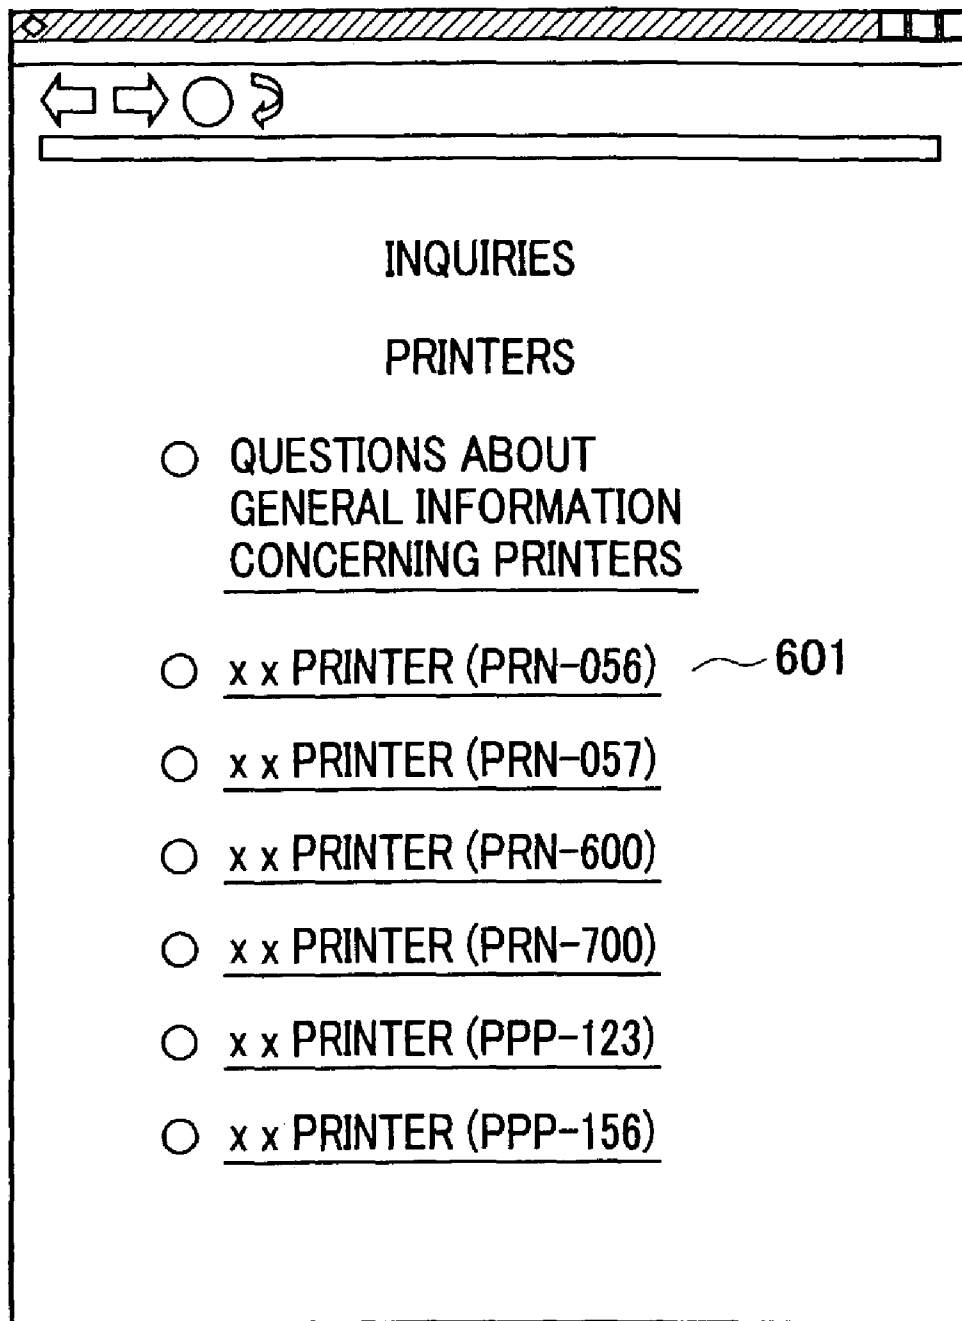 INQUIRIES
PRINTERS
QUESTIONS ABOUT
GENERAL INFORMATION
CONCERNING PRINTERS
x x PRINTER (PRN-056) 601
x x PRINTER (PRN-057)
x x PRINTER (PRN-600)
x x PRINTER (PRN-700)
x x PRINTER (PPP-123)
x x PRINTER (PPP-156)